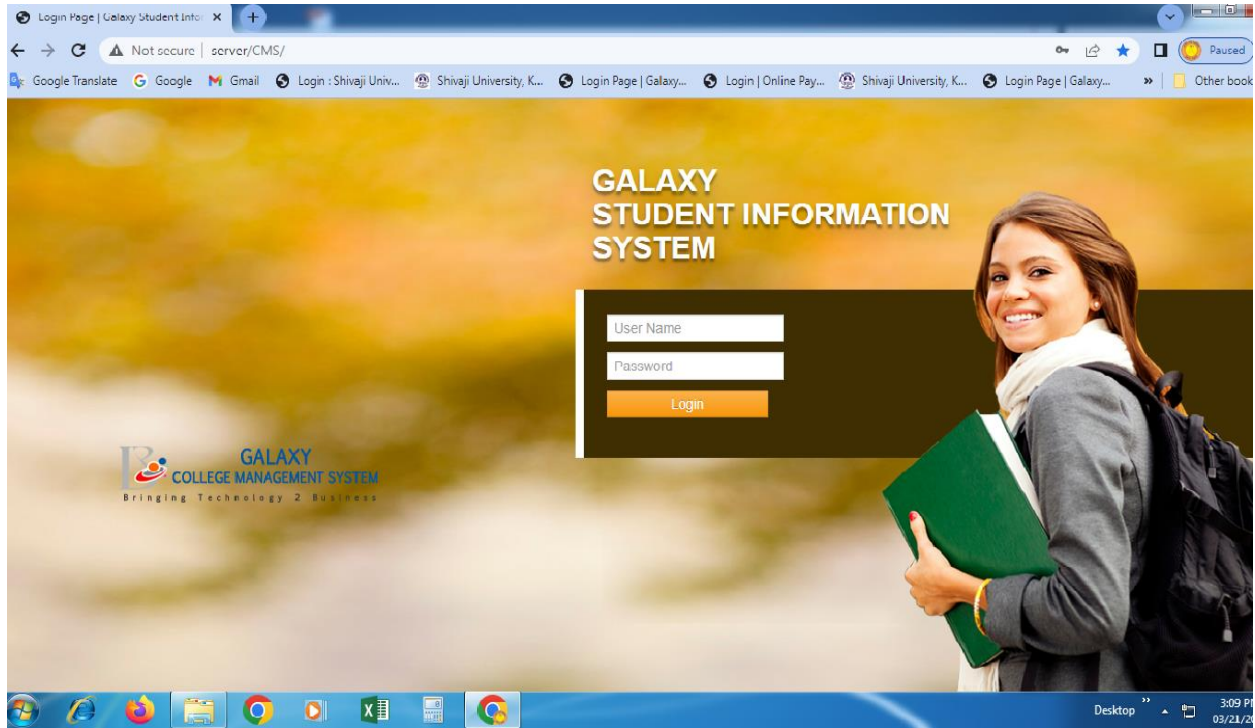 Login Page | Galaxy Student Info
Not secure | server/CMS/
Paused
Google Translate Google Gmail Login : Shivaji Univ... Shivaji University, K... Login Page | Galaxy... Login | Online Pay... Shivaji University, K... Login Page | Galaxy... » Other book
GALAXY
STUDENT INFORMATION
SYSTEM
User Name
Password
Login
GALAXY
COLLEGE MANAGEMENT SYSTEM
Bringing Technology 2 Business
Desktop
3:09 P
03/21/20